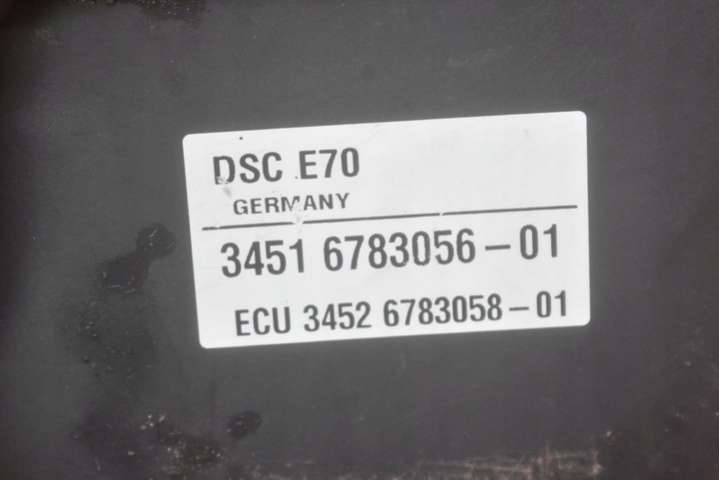 DSC E70
GERMANY
3451 6783056-01
ECU 3452 6783058-01